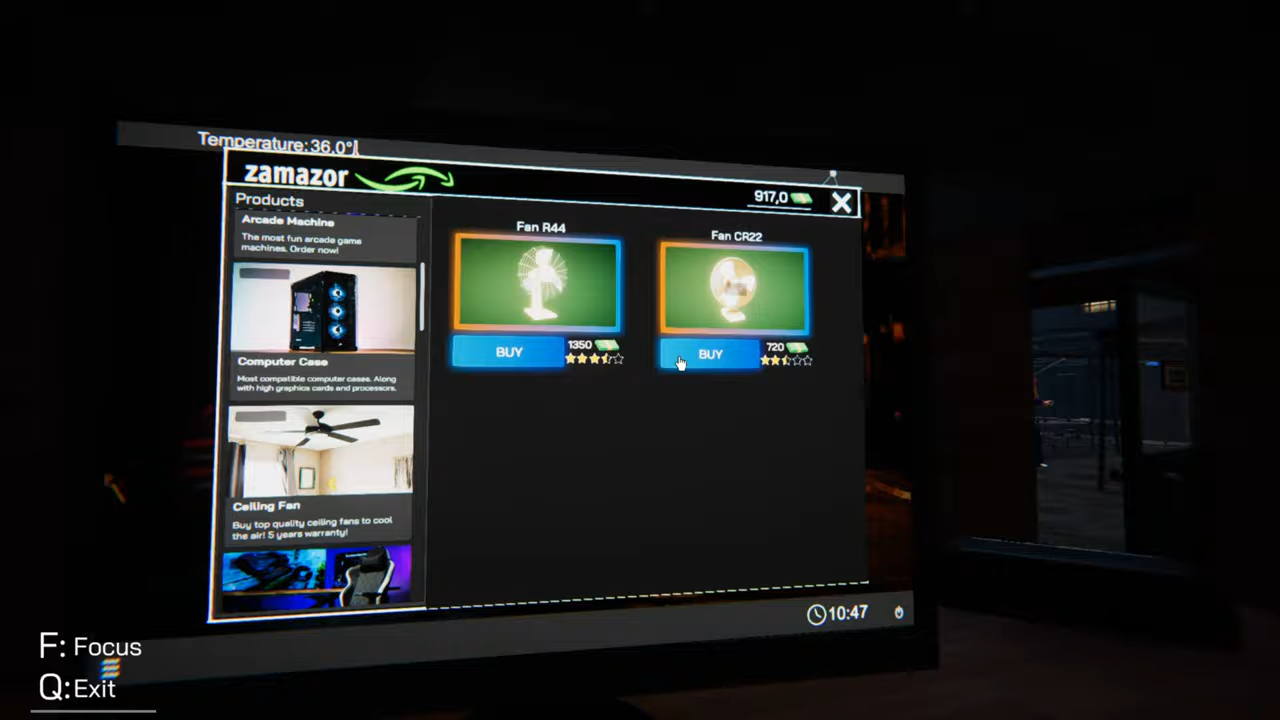 Temperature: 36.0°
zamazor
917,0
Products
Arcade Machine
The most fun arcade game
machines. Order now!
Computer Case
Most compatible computer cases. Along
with high graphics cards and processors.
Ceiling Fan
Buy top quality ceiling fans to cool
the air! 5 years warranty!
Fan R44
BUY
1350
Fan CR22
BUY
720
10:47
F: Focus
Q: Exit